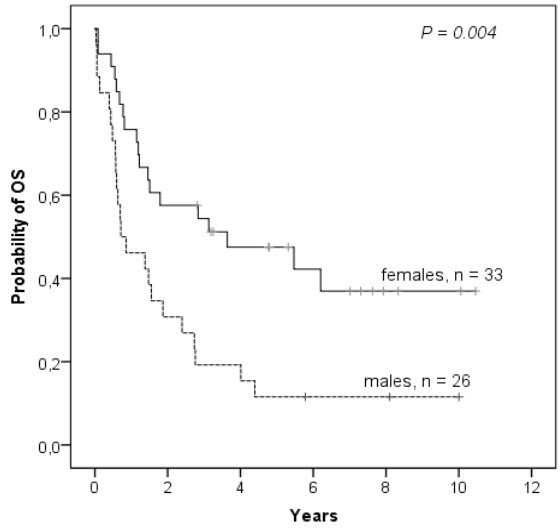 P = 0.004
1,0
0,8
0,6
0,4
0,2
0,0
Probability of OS
females, n = 33
males, n = 26
0 2 4 6 8 10 12
Years